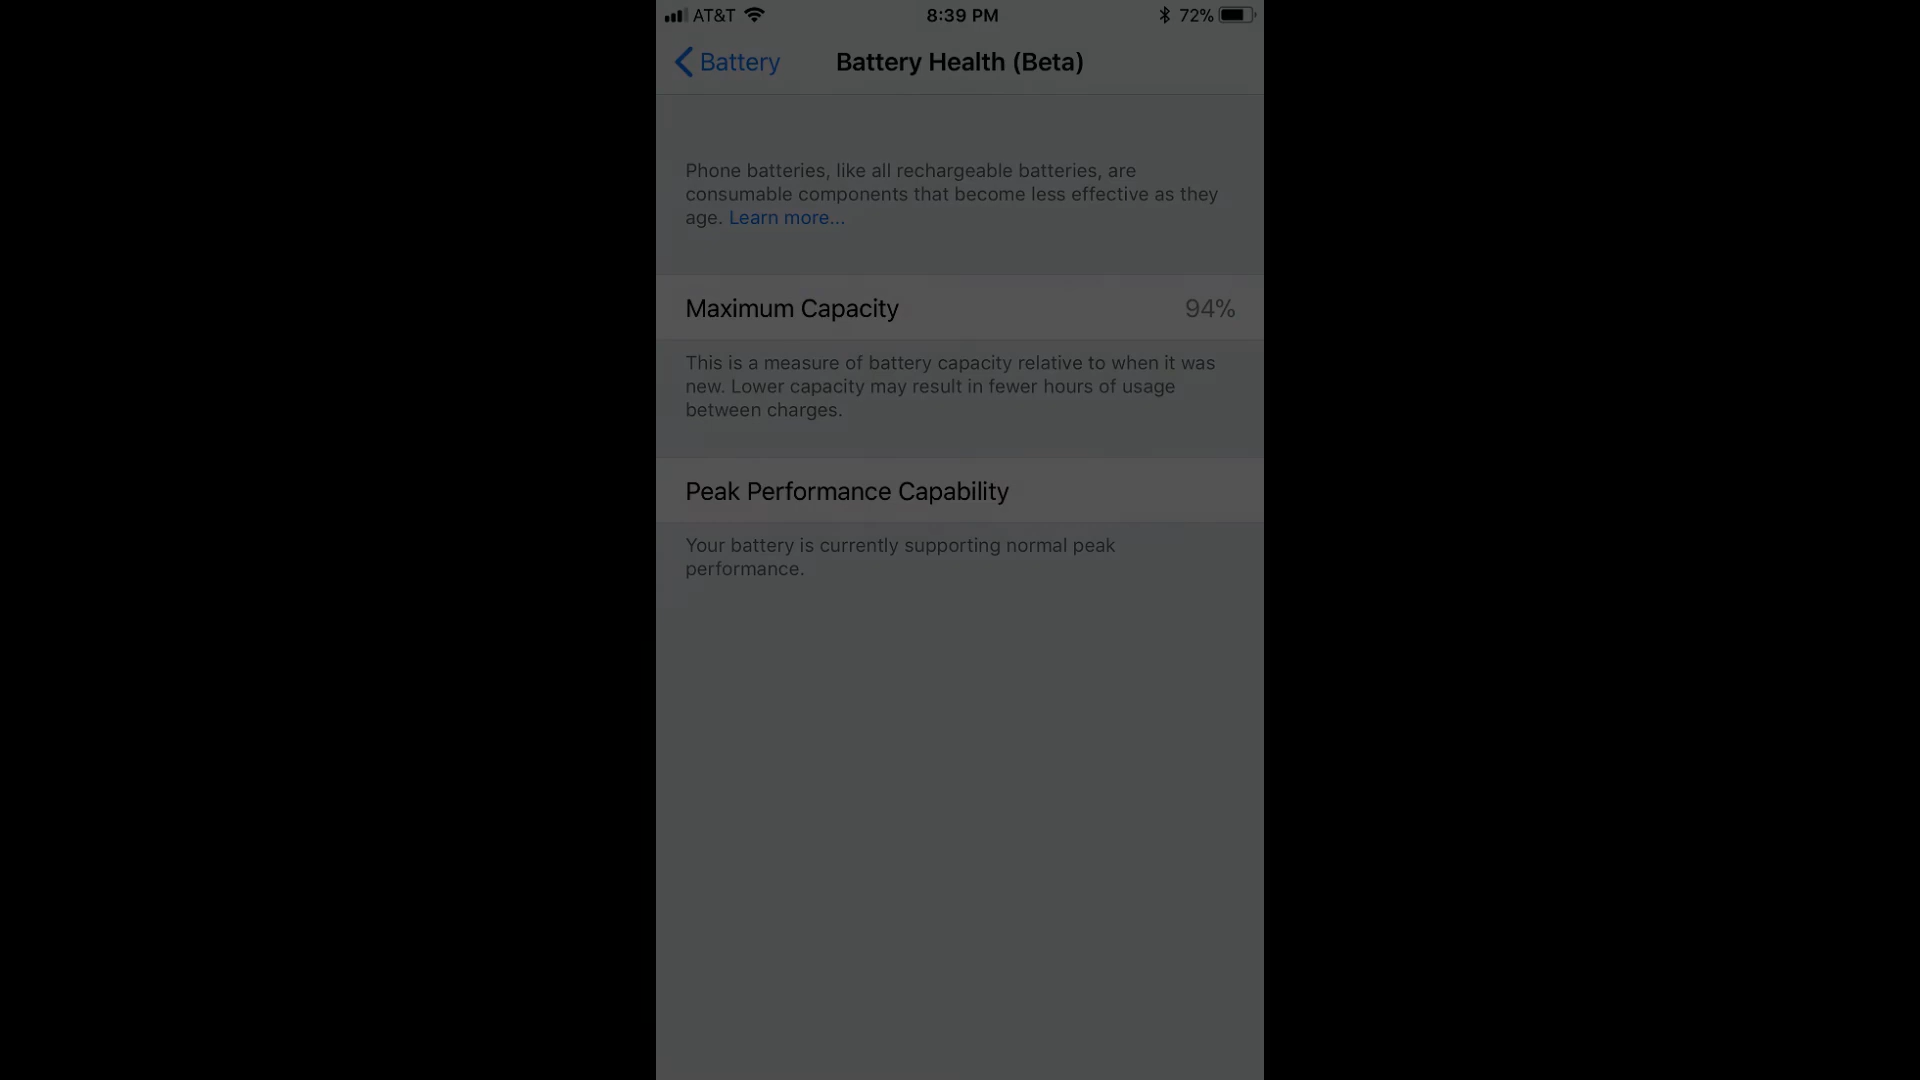 AT&T 8:39 PM 72%
Battery Battery Health (Beta)
Phone batteries, like all rechargeable batteries, are
consumable components that become less effective as they
age. Learn more...
Maximum Capacity 94%
This is a measure of battery capacity relative to when it was
new. Lower capacity may result in fewer hours of usage
between charges.
Peak Performance Capability
Your battery is currently supporting normal peak
performance.